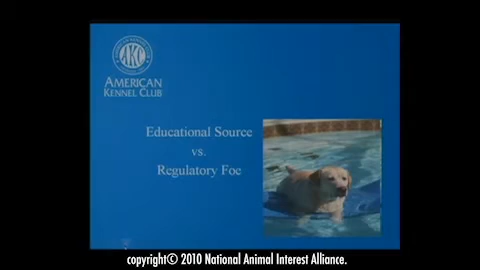 AKC
AMERICAN
KENNEL CLUB
Educational Source
vs.
Regulatory Foe
copyright© 2010 National Animal Interest Alliance.